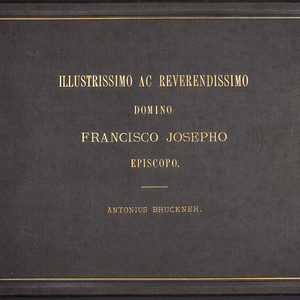 ILLUSTRISSIMO AC REVERENDISSIMO
DOMINO
FRANCISCO JOSEPHO
EPISCOPO.
ANTONIUS BRUCKNER.